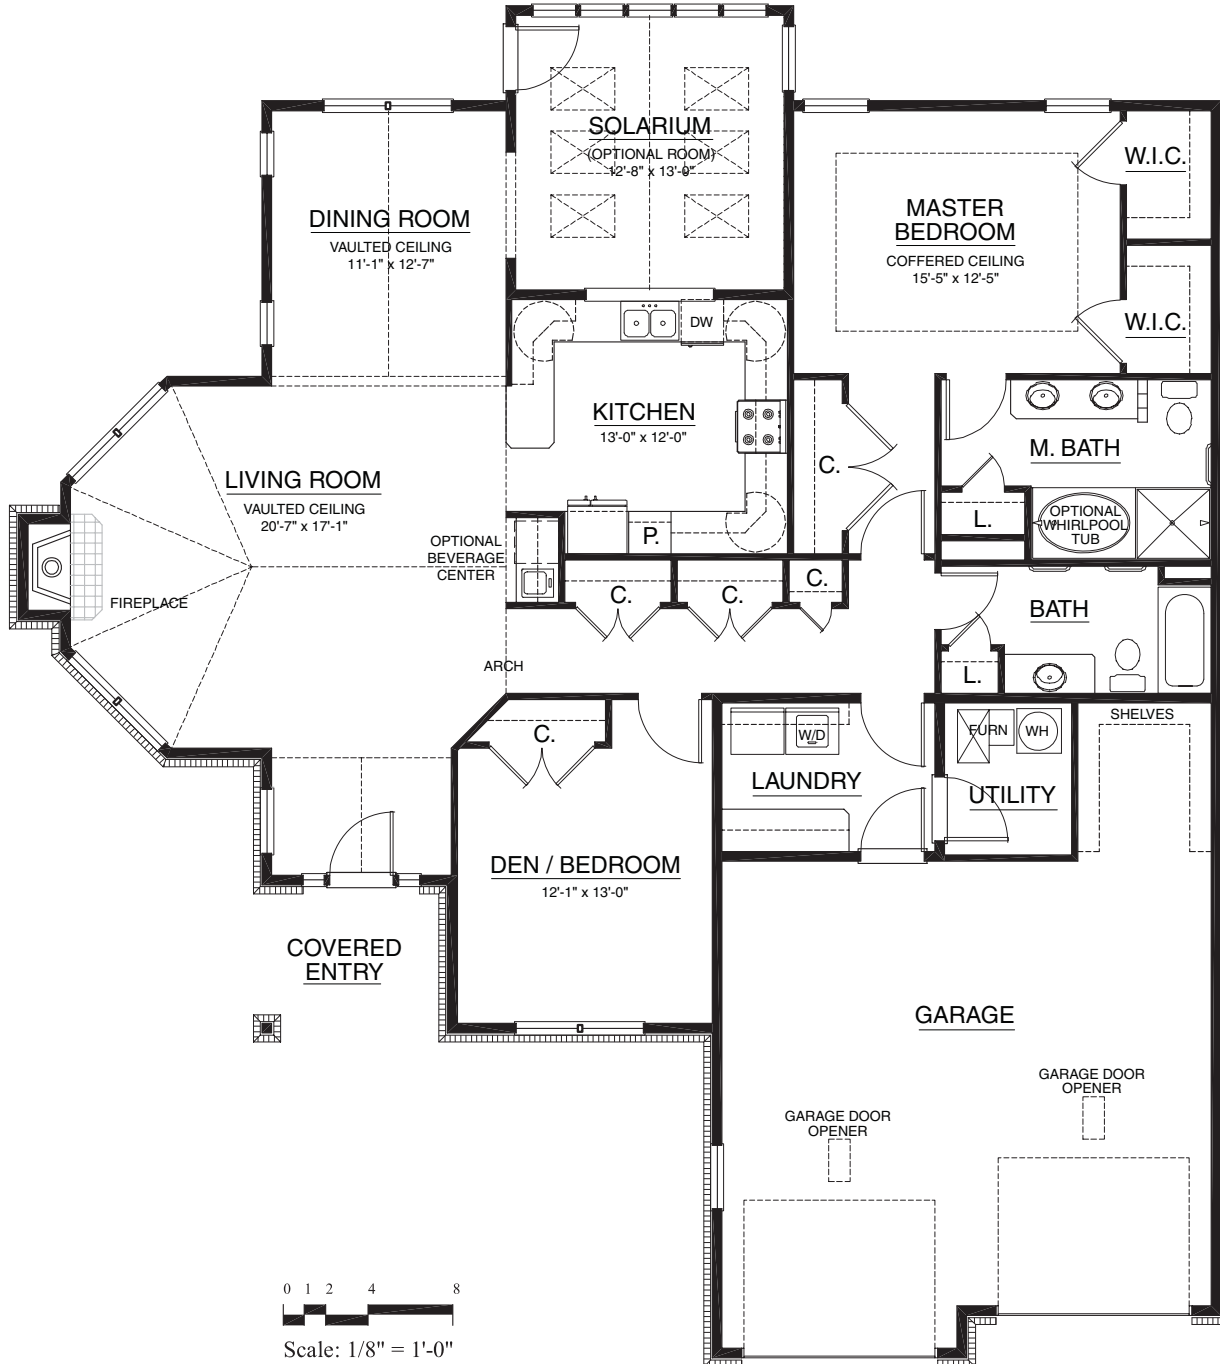 SOLARIUM
(OPTIONAL ROOM)
12'-8" x 13'-0"
W.I.C.
DINING ROOM
VAULTED CEILING
11'-1" x 12'-7"
MASTER
BEDROOM
COFFERED CEILING
15'-5" x 12'-5"
W.I.C.
DW
KITCHEN
13'-0" x 12'-0"
M. BATH
C.
LIVING ROOM
VAULTED CEILING
20'-7" x 17'-1"
L.
OPTIONAL
WHIRLPOOL
TUB
P.
OPTIONAL
BEVERAGE
CENTER
C.
C.
C.
FIREPLACE
BATH
ARCH
L.
SHELVES
C.
W/D
FURN
WH
LAUNDRY
UTILITY
DEN / BEDROOM
12'-1" x 13'-0"
COVERED
ENTRY
GARAGE
GARAGE DOOR
OPENER
GARAGE DOOR
OPENER
0 1 2 4 8
Scale: 1/8" = 1'-0"